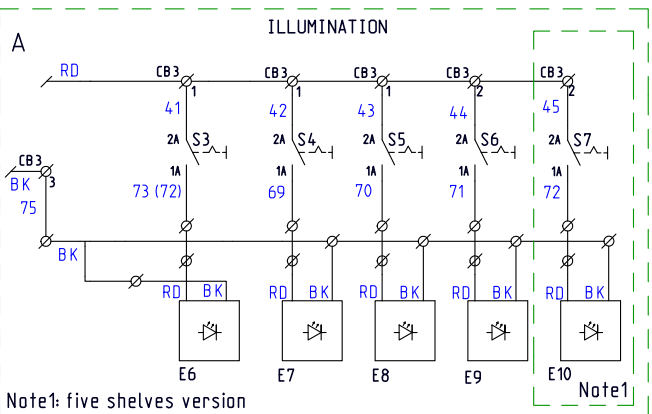 ILLUMINATION
A
RD CB3 CB3 CB3 CB3 CB3
1 1 1 2 2
41 42 43 44 45
2A S3 2A S4 2A S5 2A S6 2A S7
CB3 1A 1A 1A 1A 1A
BK 3 73 (72) 69 70 71 72
75
BK
RD BK RD BK RD BK RD BK RD BK
E6 E7 E8 E9 E10
Note1
Note1: five shelves version